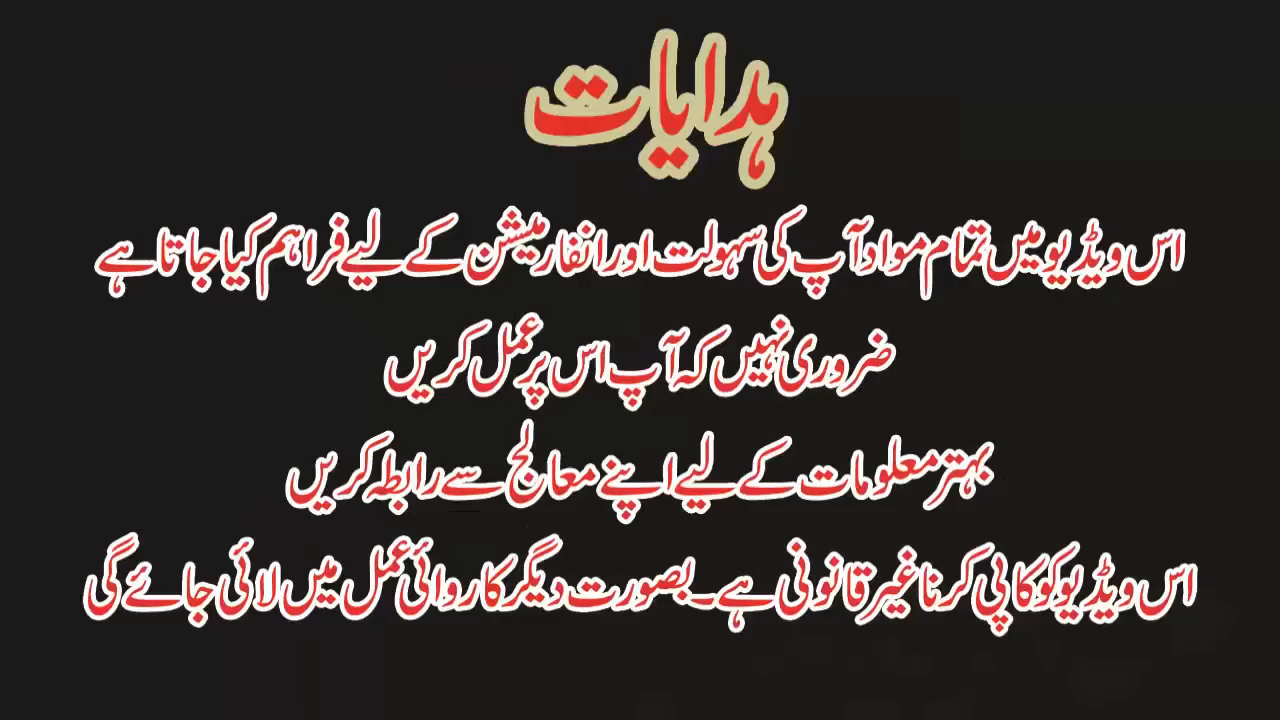 ہدایات
اس ویڈیو میں تمام مواد آپ کی سہولت اور انفارمیشن کے لیے فراہم کیا جاتا ہے
ضروری نہیں کہ آپ اس پر عمل کریں
بہتر معلومات کے لیے اپنے معالج سے رابطہ کریں
اس ویڈیو کو کاپی کرنا غیر قانونی ہے۔ بصورت دیگر کاروائی عمل میں لائی جائے گی